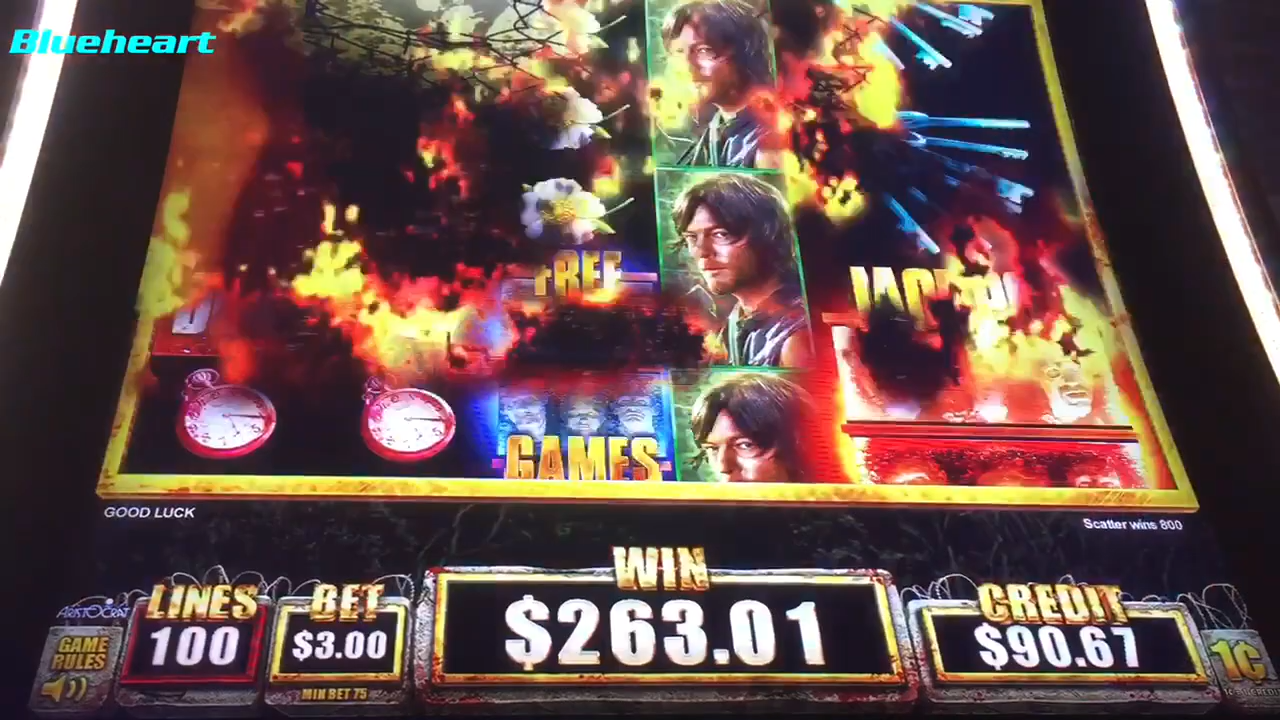 Blueheart
FREE
JACKPOT
GAMES
GOOD LUCK
Scatter wins 800
WIN
$263.01
ARISTOCRAT
LINES
100
BET
$3.00
MIN BET 75
CREDIT
$90.67
GAME
RULES
1¢